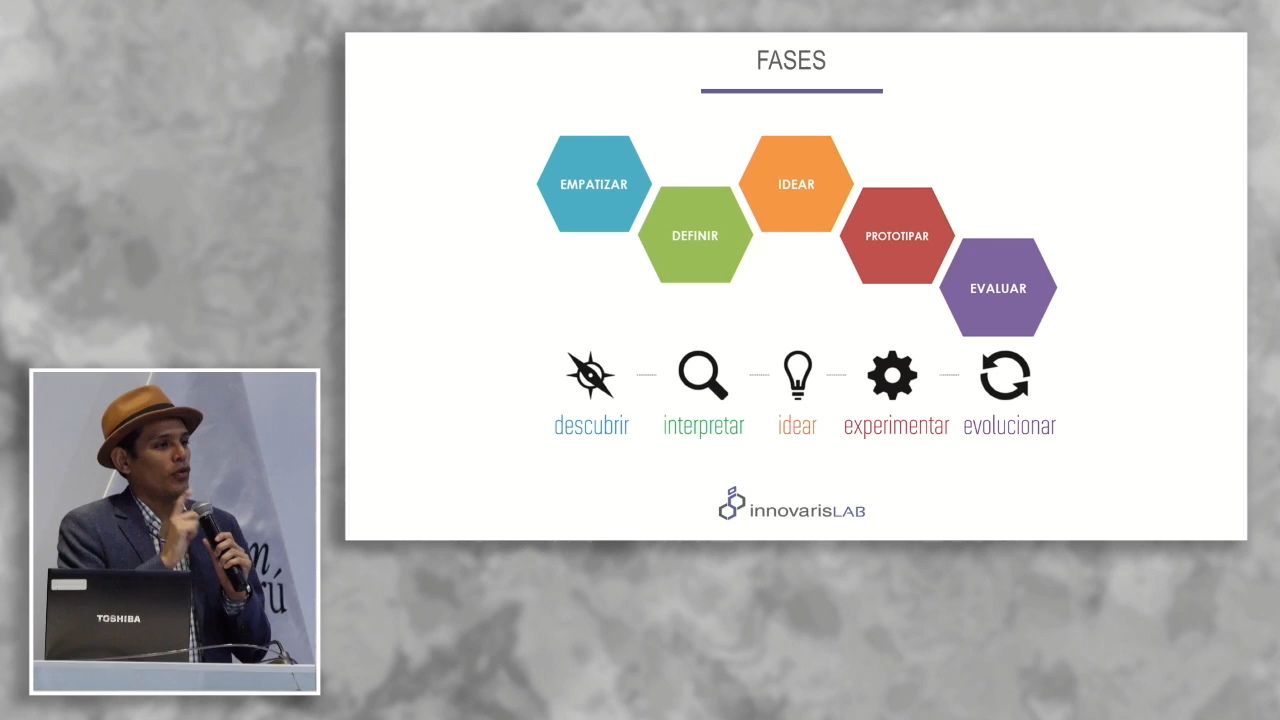 FASES
EMPATIZAR
IDEAR
DEFINIR
PROTOTIPAR
EVALUAR
descubrir interpretar idear experimentar evolucionar
innovarisLAB
TOSHIBA